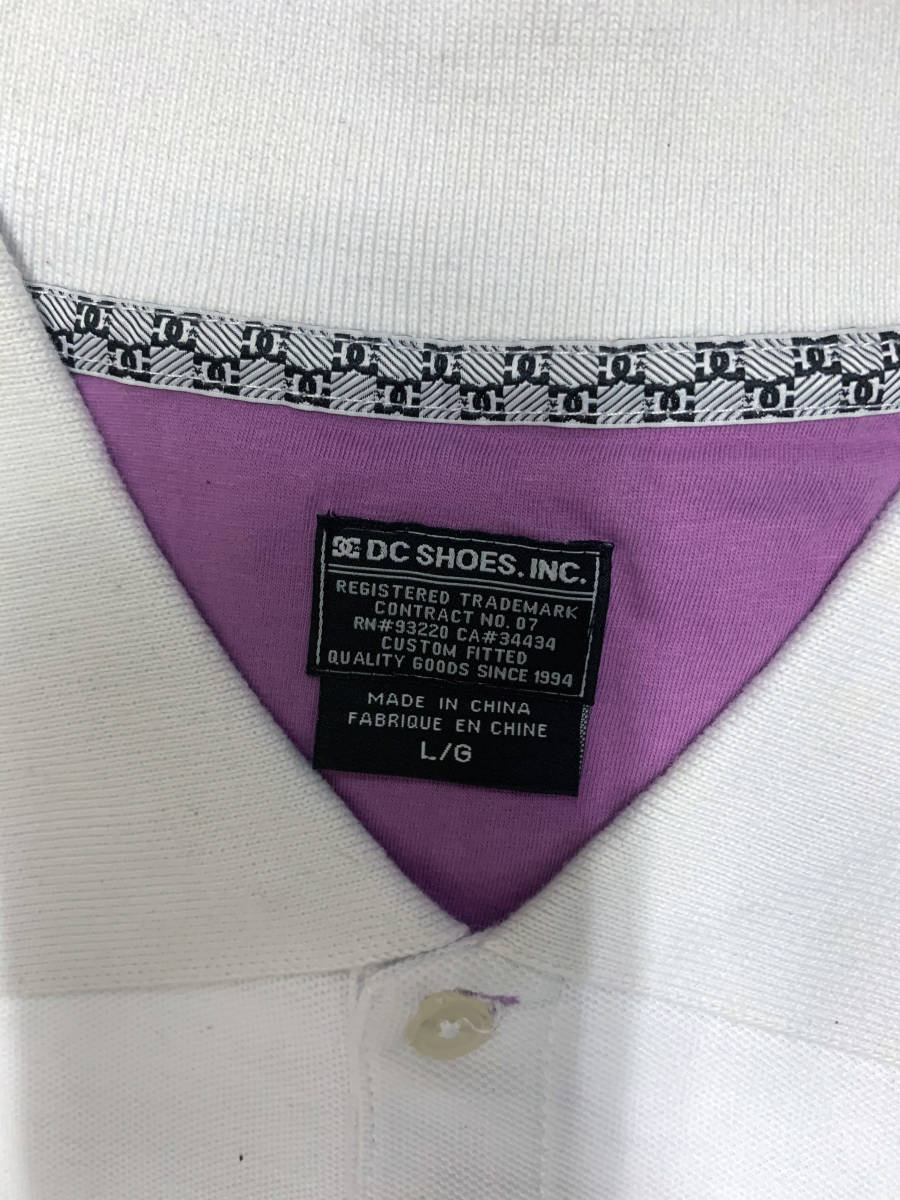 DC SHOES, INC.
REGISTERED TRADEMARK
CONTRACT NO. 07
RN#93220 CA#34434
CUSTOM FITTED
QUALITY GOODS SINCE 1994
MADE IN CHINA
FABRIQUE EN CHINE
L/G